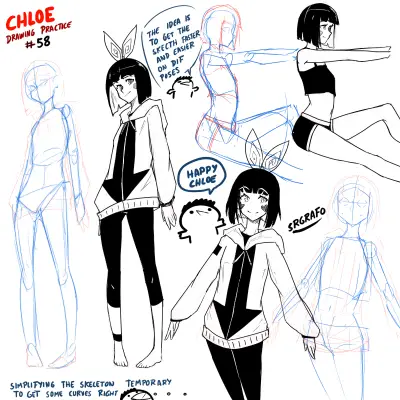 CHLOE
DRAWING PRACTICE
#58
THE IDEA IS
TO GET THE
SKECTH FASTER
AND EASIER
ON DIF
POSES
HAPPY
CHLOE
SRGRAFO
SIMPLIFYING THE SKELETON TEMPORARY
TO GET SOME CURVES RIGHT